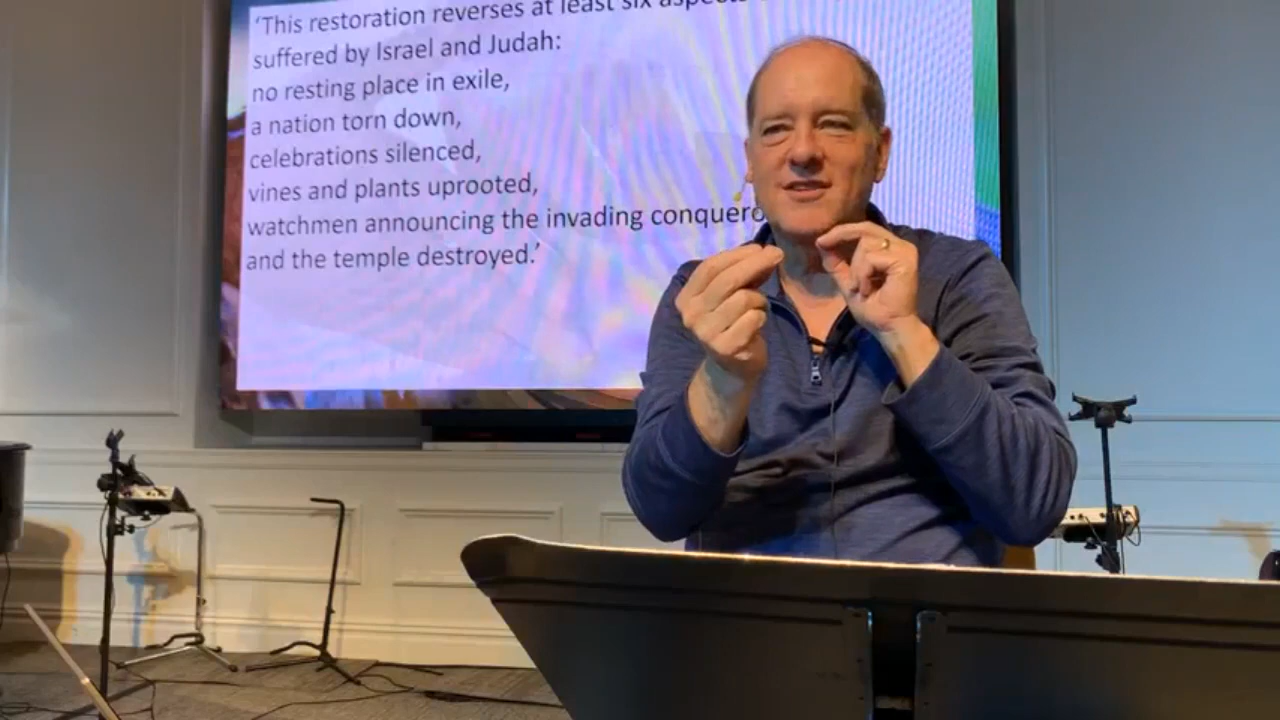 ‘This restoration reverses at least six aspects
suffered by Israel and Judah:
no resting place in exile,
a nation torn down,
celebrations silenced,
vines and plants uprooted,
watchmen announcing the invading
and the temple destroyed.’